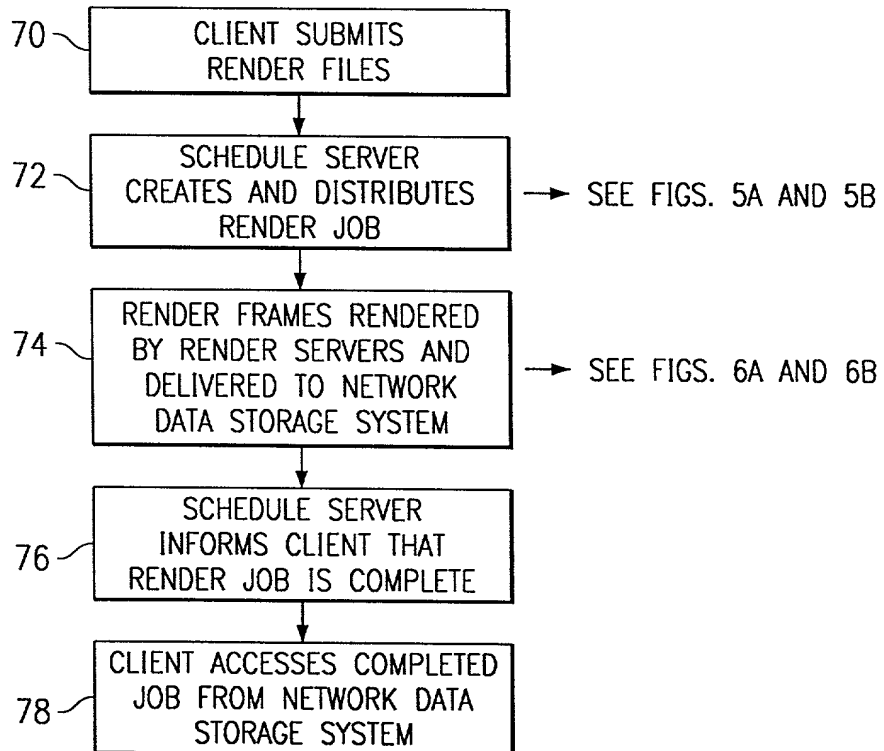 70
CLIENT SUBMITS
RENDER FILES
72
SCHEDULE SERVER
CREATES AND DISTRIBUTES
RENDER JOB
SEE FIGS. 5A AND 5B
74
RENDER FRAMES RENDERED
BY RENDER SERVERS AND
DELIVERED TO NETWORK
DATA STORAGE SYSTEM
SEE FIGS. 6A AND 6B
76
SCHEDULE SERVER
INFORMS CLIENT THAT
RENDER JOB IS COMPLETE
78
CLIENT ACCESSES COMPLETED
JOB FROM NETWORK DATA
STORAGE SYSTEM